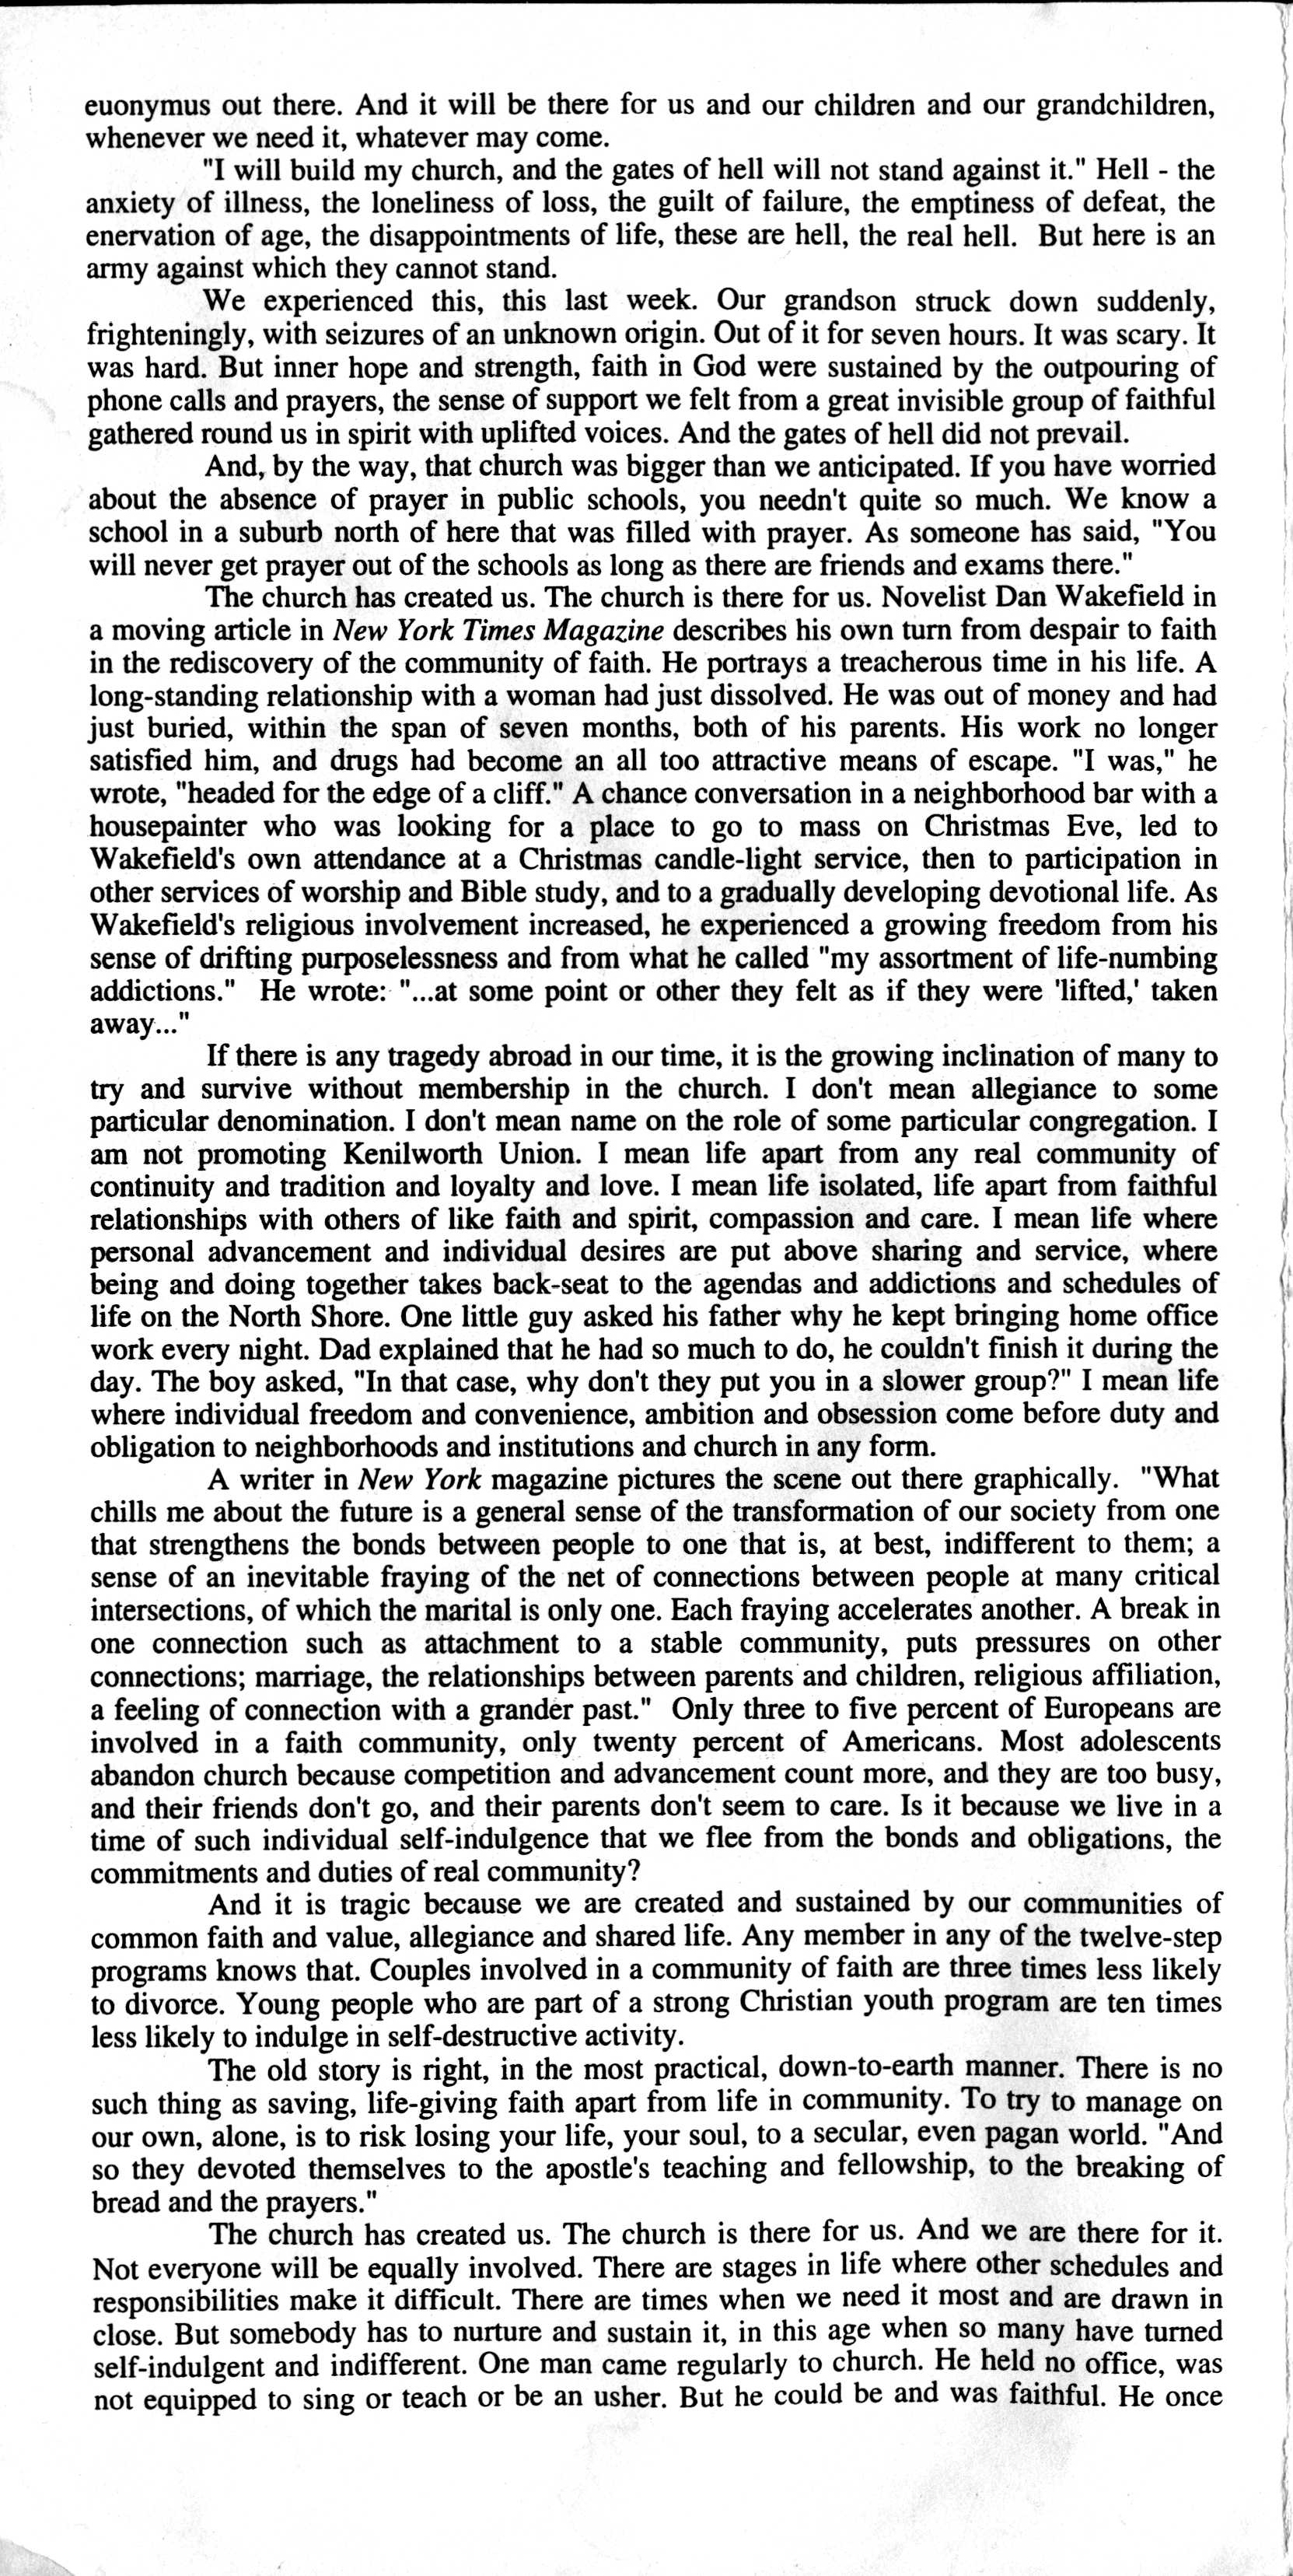 euonymus out there. And it will be there for us and our children and our grandchildren,
whenever we need it, whatever may come.
"I will build my church, and the gates of hell will not stand against it." Hell - the
anxiety of illness, the loneliness of loss, the guilt of failure, the emptiness of defeat, the
enervation of age, the disappointments of life, these are hell, the real hell. But here is an
army against which they cannot stand.
We experienced this, this last week. Our grandson struck down suddenly,
frighteningly, with seizures of an unknown origin. Out of it for seven hours. It was scary. It
was hard. But inner hope and strength, faith in God were sustained by the outpouring of
phone calls and prayers, the sense of support we felt from a great invisible group of faithful
gathered round us in spirit with uplifted voices. And the gates of hell did not prevail.
And, by the way, that church was bigger than we anticipated. If you have worried
about the absence of prayer in public schools, you needn't quite so much. We know a
school in a suburb north of here that was filled with prayer. As someone has said, "You
will never get prayer out of the schools as long as there are friends and exams there."
The church has created us. The church is there for us. Novelist Dan Wakefield in
a moving article in New York Times Magazine describes his own turn from despair to faith
in the rediscovery of the community of faith. He portrays a treacherous time in his life. A
long-standing relationship with a woman had just dissolved. He was out of money and had
just buried, within the span of seven months, both of his parents. His work no longer
satisfied him, and drugs had become an all too attractive means of escape. "I was," he
wrote, "headed for the edge of a cliff." A chance conversation in a neighborhood bar with a
housepainter who was looking for a place to go to mass on Christmas Eve, led to
Wakefield's own attendance at a Christmas candle-light service, then to participation in
other services of worship and Bible study, and to a gradually developing devotional life. As
Wakefield's religious involvement increased, he experienced a growing freedom from his
sense of drifting purposelessness and from what he called "my assortment of life-numbing
addictions." He wrote: "...at some point or other they felt as if they were 'lifted,' taken
away..."
If there is any tragedy abroad in our time, it is the growing inclination of many to
try and survive without membership in the church. I don't mean allegiance to some
particular denomination. I don't mean name on the role of some particular congregation. I
am not promoting Kenilworth Union. I mean life apart from any real community of
continuity and tradition and loyalty and love. I mean life isolated, life apart from faithful
relationships with others of like faith and spirit, compassion and care. I mean life where
personal advancement and individual desires are put above sharing and service, where
being and doing together takes back-seat to the agendas and addictions and schedules of
life on the North Shore. One little guy asked his father why he kept bringing home office
work every night. Dad explained that he had so much to do, he couldn't finish it during the
day. The boy asked, "In that case, why don't they put you in a slower group?" I mean life
where individual freedom and convenience, ambition and obsession come before duty and
obligation to neighborhoods and institutions and church in any form.
A writer in New York magazine pictures the scene out there graphically. "What
chills me about the future is a general sense of the transformation of our society from one
that strengthens the bonds between people to one that is, at best, indifferent to them; a
sense of an inevitable fraying of the net of connections between people at many critical
intersections, of which the marital is only one. Each fraying accelerates another. A break in
one connection such as attachment to a stable community, puts pressures on other
connections; marriage, the relationships between parents and children, religious affiliation,
a feeling of connection with a grander past." Only three to five percent of Europeans are
involved in a faith community, only twenty percent of Americans. Most adolescents
abandon church because competition and advancement count more, and they are too busy,
and their friends don't go, and their parents don't seem to care. Is it because we live in a
time of such individual self-indulgence that we flee from the bonds and obligations, the
commitments and duties of real community?
And it is tragic because we are created and sustained by our communities of
common faith and value, allegiance and shared life. Any member in any of the twelve-step
programs knows that. Couples involved in a community of faith are three times less likely
to divorce. Young people who are part of a strong Christian youth program are ten times
less likely to indulge in self-destructive activity.
The old story is right, in the most practical, down-to-earth manner. There is no
such thing as saving, life-giving faith apart from life in community. To try to manage on
our own, alone, is to risk losing your life, your soul, to a secular, even pagan world. "And
so they devoted themselves to the apostle's teaching and fellowship, to the breaking of
bread and the prayers."
The church has created us. The church is there for us. And we are there for it.
Not everyone will be equally involved. There are stages in life where other schedules and
responsibilities make it difficult. There are times when we need it most and are drawn in
close. But somebody has to nurture and sustain it, in this age when so many have turned
self-indulgent and indifferent. One man came regularly to church. He held no office, was
not equipped to sing or teach or be an usher. But he could be and was faithful. He once